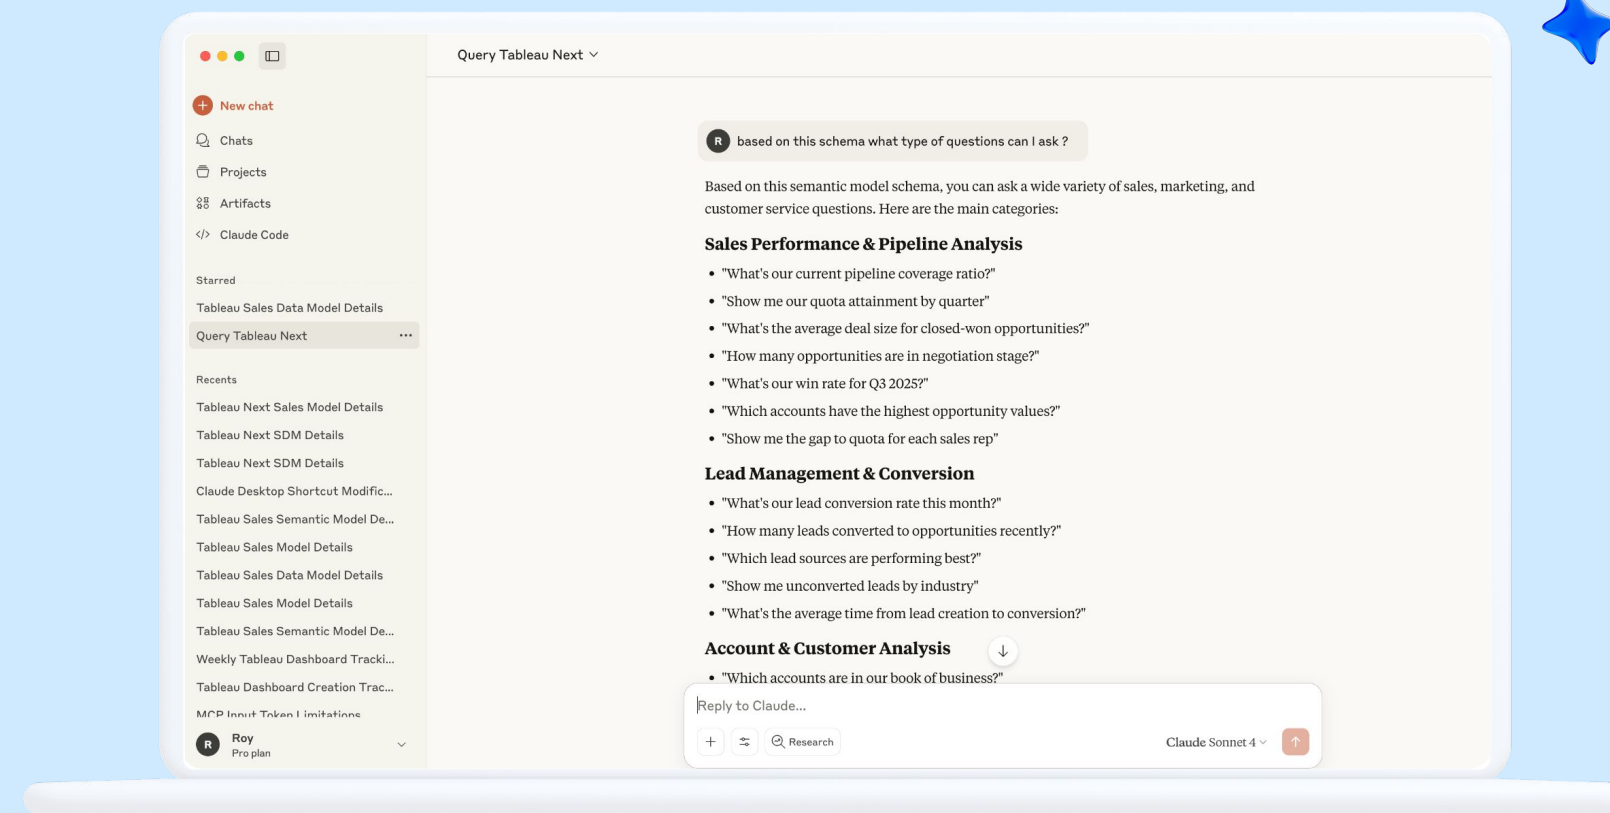 Query Tableau Next
New chat
Chats
Projects
Artifacts
Claude Code
Starred
Tableau Sales Data Model Details
Query Tableau Next
Recents
Tableau Next Sales Model Details
Tableau Next SDM Details
Tableau Next SDM Details
Claude Desktop Shortcut Modific...
Tableau Sales Semantic Model De...
Tableau Sales Model Details
Tableau Sales Data Model Details
Tableau Sales Model Details
Tableau Sales Semantic Model De...
Weekly Tableau Dashboard Tracki...
Tableau Dashboard Creation Trac...
MCP Input Token Limitations
R
Roy
Pro plan
R based on this schema what type of questions can I ask ?
Based on this semantic model schema, you can ask a wide variety of sales, marketing, and
customer service questions. Here are the main categories:
Sales Performance & Pipeline Analysis
• "What's our current pipeline coverage ratio?"
• "Show me our quota attainment by quarter"
• "What's the average deal size for closed-won opportunities?"
• "How many opportunities are in negotiation stage?"
• "What's our win rate for Q3 2025?"
• "Which accounts have the highest opportunity values?"
• "Show me the gap to quota for each sales rep"
Lead Management & Conversion
• "What's our lead conversion rate this month?"
• "How many leads converted to opportunities recently?"
• "Which lead sources are performing best?"
• "Show me unconverted leads by industry"
• "What's the average time from lead creation to conversion?"
Account & Customer Analysis
• "Which accounts are in our book of business?"
Reply to Claude...
Research
Claude Sonnet 4